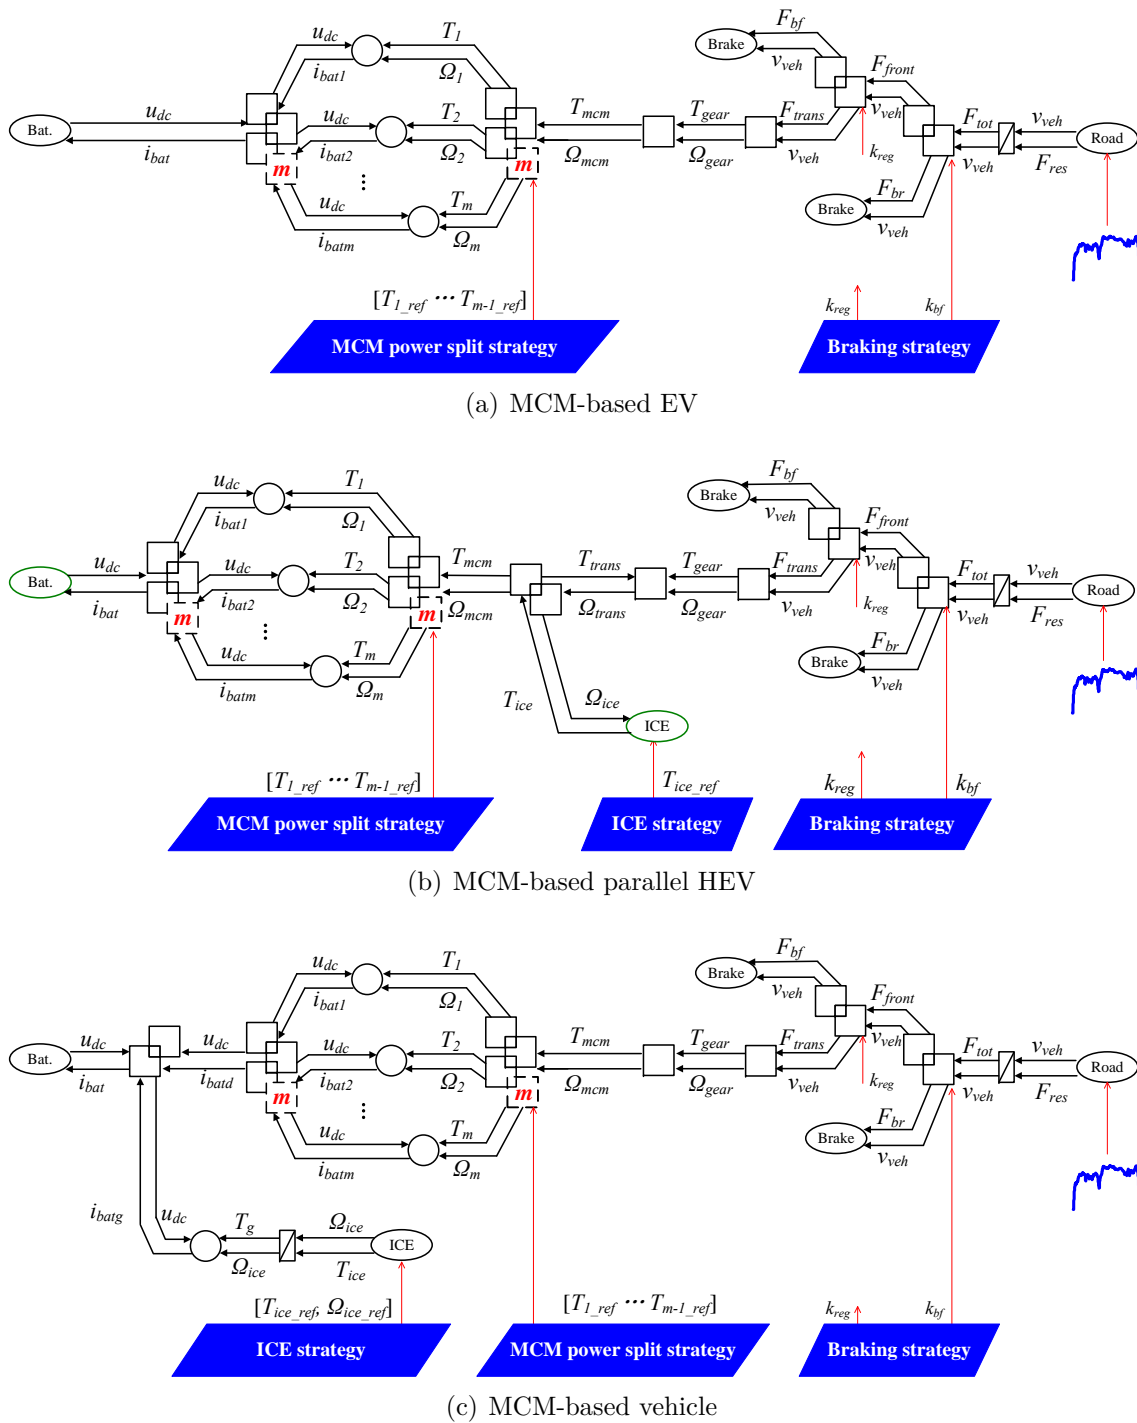 F_bf
Brake
u_dc T_1
v_veh F_front
i_bat1 Ω_1
u_dc u_dc T_2 T_mcm T_gear F_trans v_veh F_tot v_veh
Bat. Road
i_bat i_bat2 Ω_2 Ω_mcm Ω_gear v_veh k_reg v_veh F_res
m m
⋮
u_dc T_m F_br
Brake
i_batm Ω_m v_veh
[T_1_ref ⋯ T_m-1_ref] k_reg k_bf
MCM power split strategy Braking strategy
(a) MCM-based EV
F_bf
Brake
u_dc T_1
v_veh F_front
i_bat1 Ω_1
u_dc u_dc T_2 T_mcm T_trans T_gear F_trans v_veh F_tot v_veh
Bat. Road
i_bat i_bat2 Ω_2 Ω_mcm Ω_trans Ω_gear v_veh k_reg v_veh F_res
m m
⋮
u_dc T_m F_br
Brake
i_batm Ω_m v_veh
T_ice Ω_ice
ICE
[T_1_ref ⋯ T_m-1_ref] T_ice_ref k_reg k_bf
MCM power split strategy ICE strategy Braking strategy
(b) MCM-based parallel HEV
F_bf
Brake
u_dc T_1
v_veh F_front
i_bat1 Ω_1
u_dc u_dc u_dc T_2 T_mcm T_gear F_trans v_veh F_tot v_veh
Bat. Road
i_bat i_batd i_bat2 Ω_2 Ω_mcm Ω_gear v_veh k_reg v_veh F_res
m m
⋮
u_dc T_m F_br
Brake
i_batm Ω_m v_veh
i_batg u_dc T_g Ω_ice
ICE
Ω_ice T_ice
[T_ice_ref, Ω_ice_ref] [T_1_ref ⋯ T_m-1_ref] k_reg k_bf
ICE strategy MCM power split strategy Braking strategy
(c) MCM-based vehicle